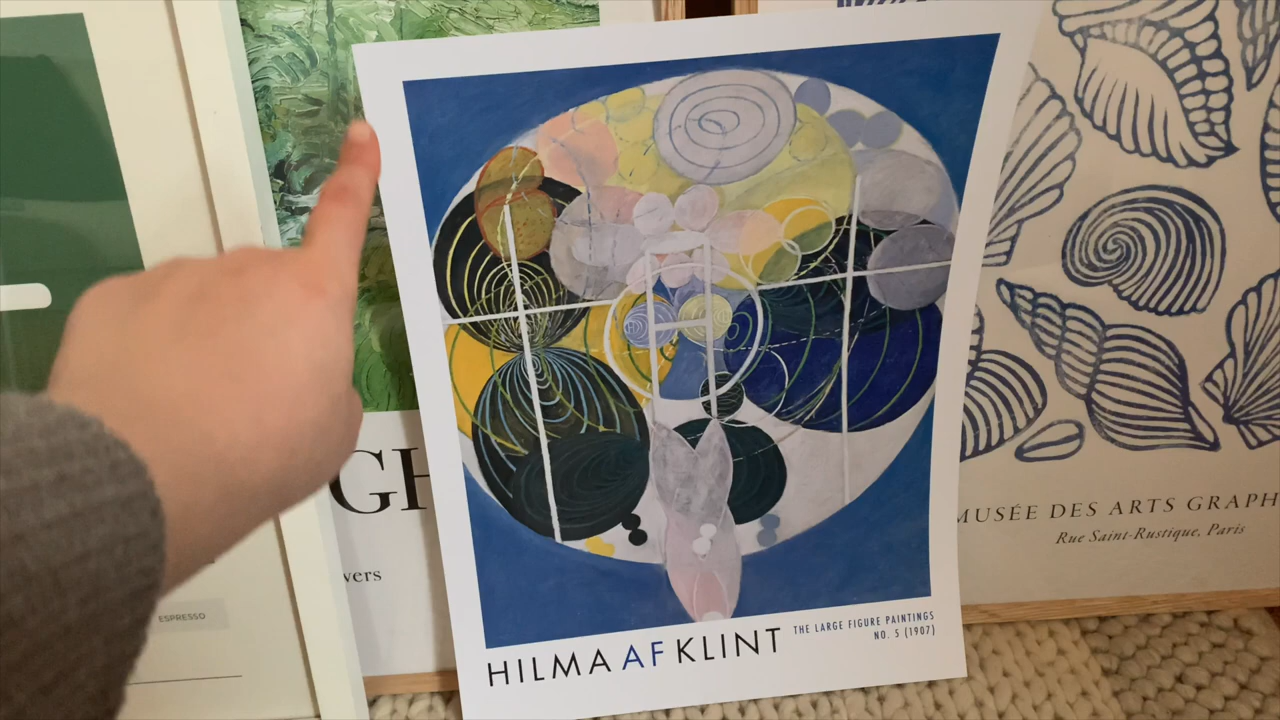 ESPRESSO
HILMA AF KLINT
THE LARGE FIGURE PAINTINGS
NO. 5 (1907)
MUSÉE DES ARTS GRAPH
Rue Saint-Rustique, Paris
GH
wers